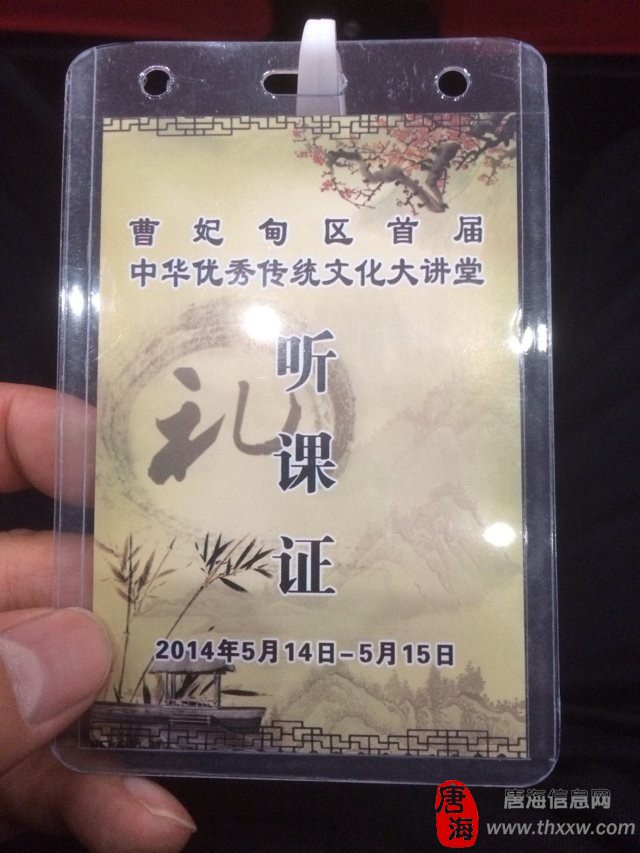 曹妃甸区首届
中华优秀传统文化大讲堂
礼
听
课
证
2014年5月14日-5月15日
唐海
唐海信息网
www.thxxw.com